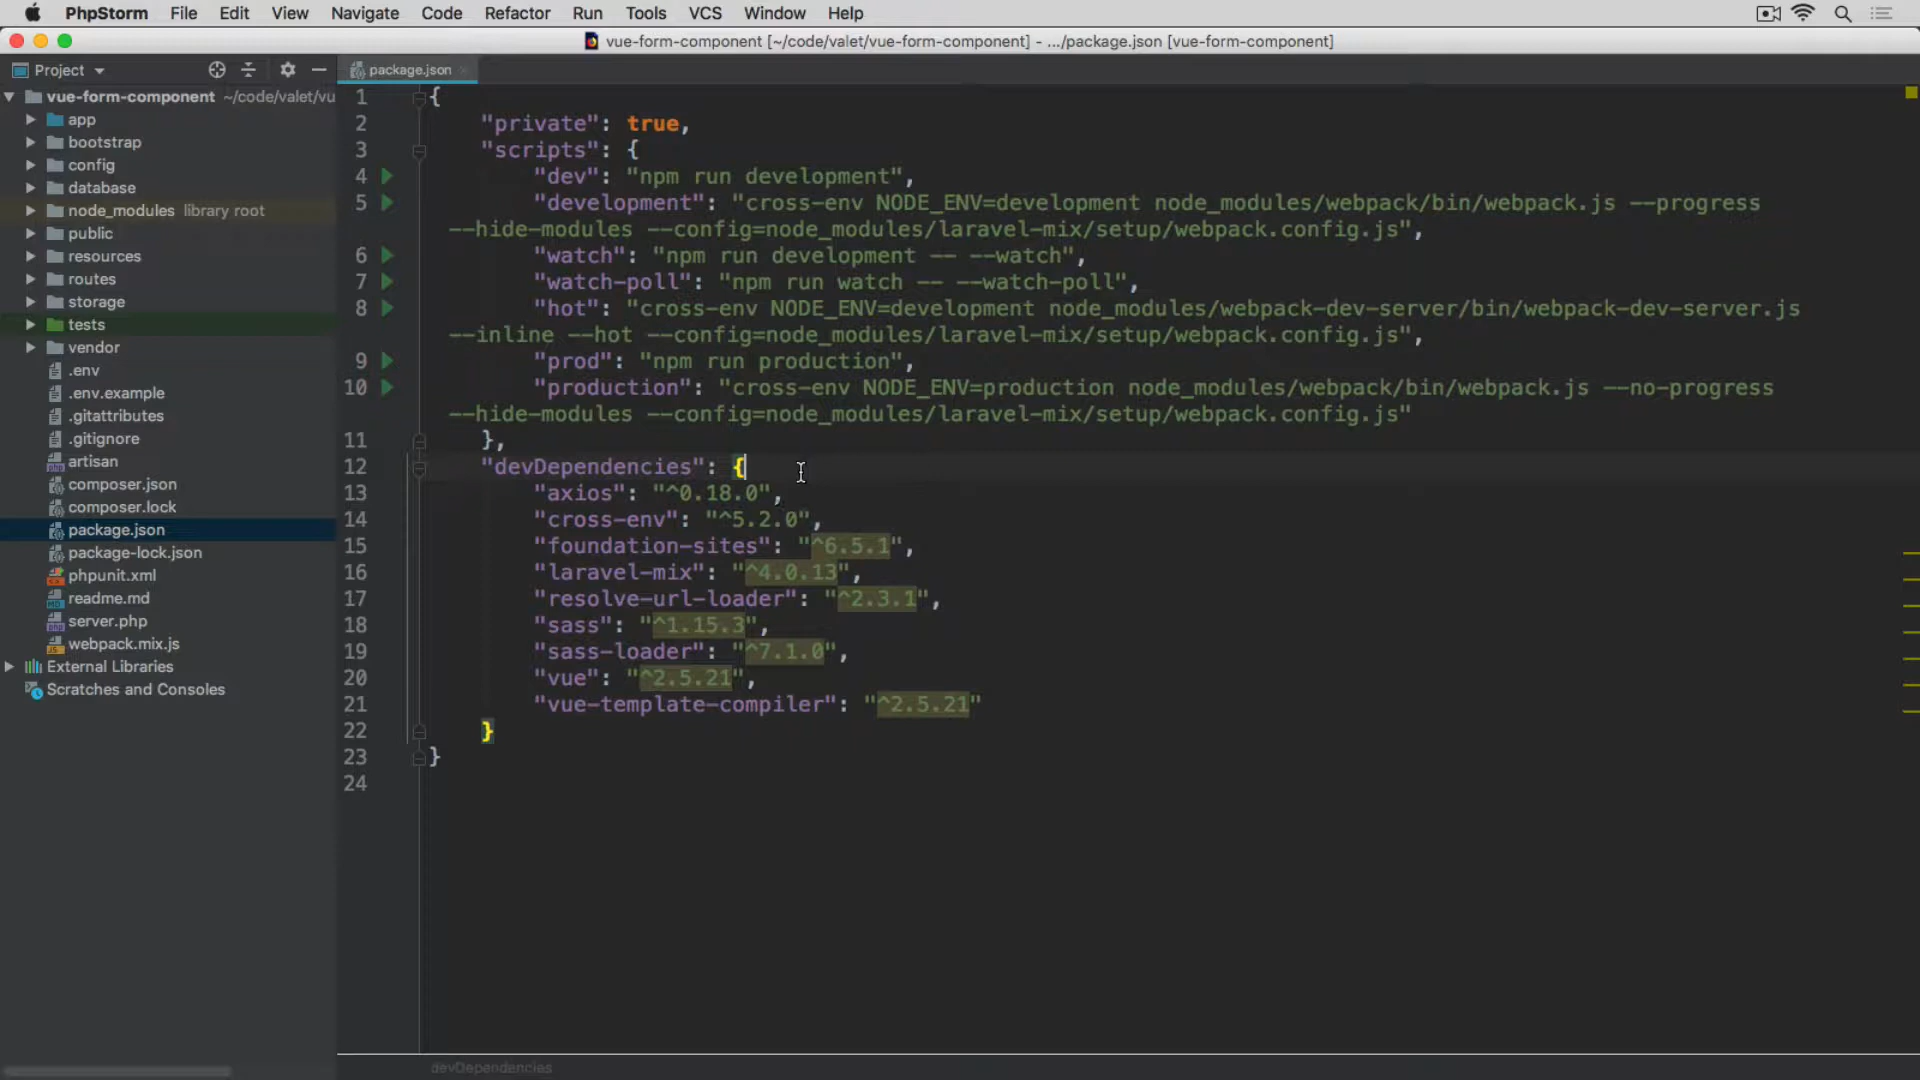 PhpStorm File Edit View Navigate Code Refactor Run Tools VCS Window Help
vue-form-component [~/code/valet/vue-form-component] - .../package.json [vue-form-component]
Project
package.json
vue-form-component ~/code/valet/vu
app
bootstrap
config
database
node_modules library root
public
resources
routes
storage
tests
vendor
.env
.env.example
.gitattributes
.gitignore
artisan
composer.json
composer.lock
package.json
package-lock.json
phpunit.xml
readme.md
server.php
webpack.mix.js
External Libraries
Scratches and Consoles
1 {
2 "private": true,
3 "scripts": {
4 "dev": "npm run development",
5 "development": "cross-env NODE_ENV=development node_modules/webpack/bin/webpack.js --progress
--hide-modules --config=node_modules/laravel-mix/setup/webpack.config.js",
6 "watch": "npm run development -- --watch",
7 "watch-poll": "npm run watch -- --watch-poll",
8 "hot": "cross-env NODE_ENV=development node_modules/webpack-dev-server/bin/webpack-dev-server.js
--inline --hot --config=node_modules/laravel-mix/setup/webpack.config.js",
9 "prod": "npm run production",
10 "production": "cross-env NODE_ENV=production node_modules/webpack/bin/webpack.js --no-progress
--hide-modules --config=node_modules/laravel-mix/setup/webpack.config.js"
11 },
12 "devDependencies": {
13 "axios": "^0.18.0",
14 "cross-env": "^5.2.0",
15 "foundation-sites": "^6.5.1",
16 "laravel-mix": "^4.0.13",
17 "resolve-url-loader": "^2.3.1",
18 "sass": "^1.15.3",
19 "sass-loader": "^7.1.0",
20 "vue": "^2.5.21",
21 "vue-template-compiler": "^2.5.21"
22 }
23 }
24
devDependencies